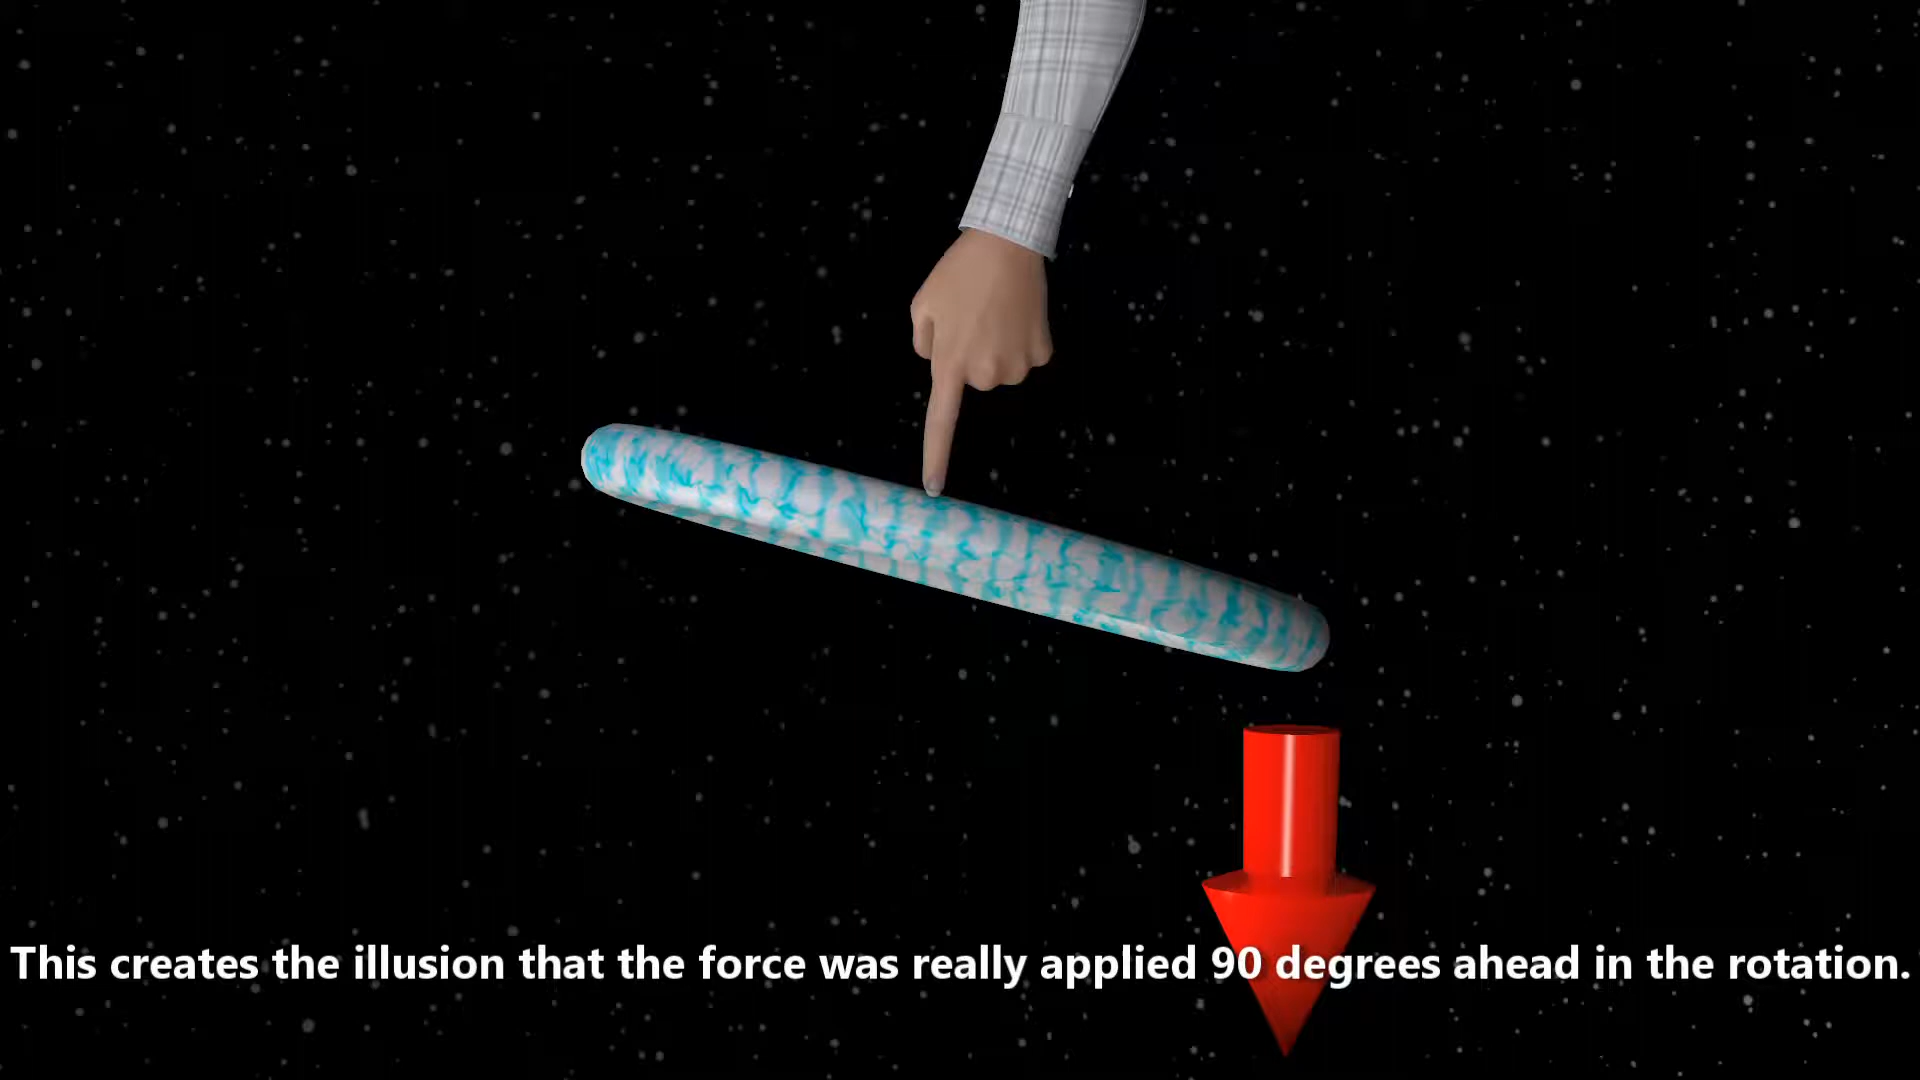 This creates the illusion that the force was really applied 90 degrees ahead in the rotation.